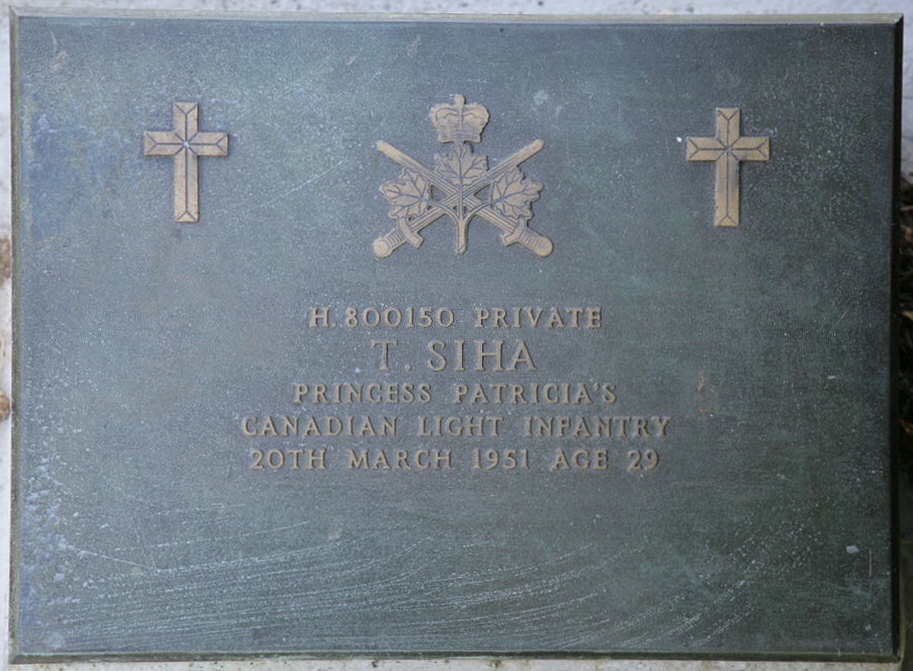 H.800150 PRIVATE
T. SIHA
PRINCESS PATRICIA'S
CANADIAN LIGHT INFANTRY
20TH MARCH 1951 AGE 29